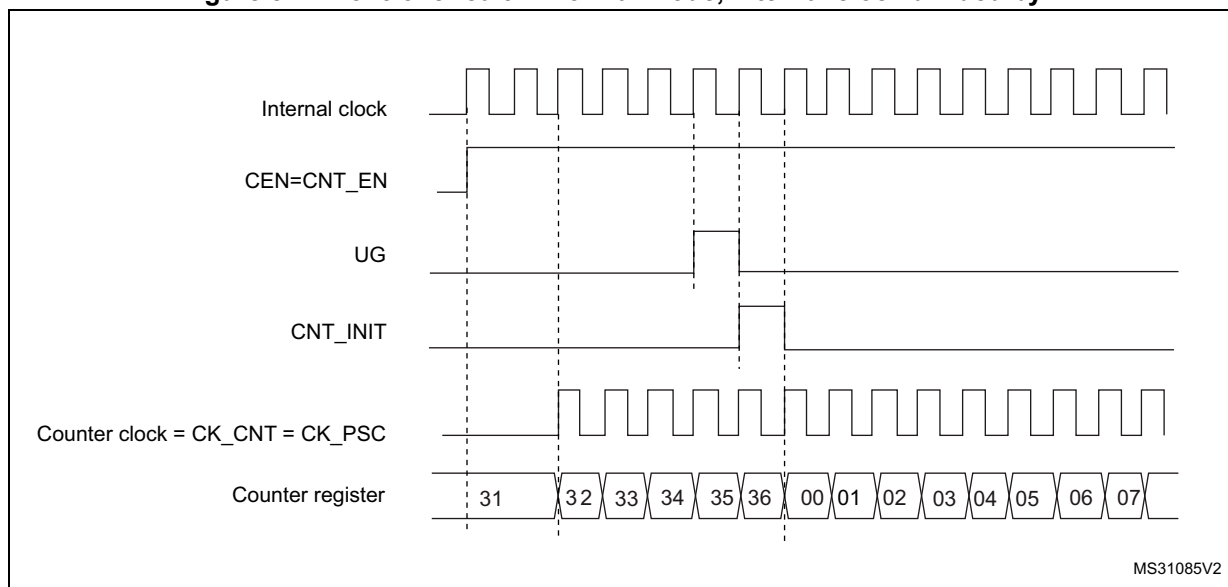 Internal clock
CEN=CNT_EN
UG
CNT_INIT
Counter clock = CK_CNT = CK_PSC
Counter register 31 32 33 34 35 36 00 01 02 03 04 05 06 07
MS31085V2